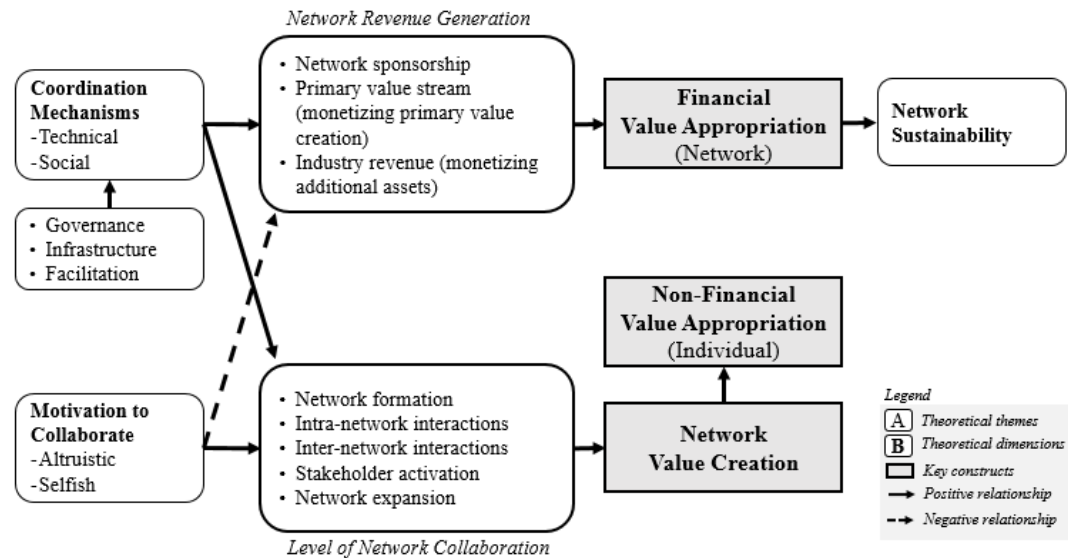 Network Revenue Generation
Coordination
Mechanisms
-Technical
-Social
• Governance
• Infrastructure
• Facilitation
• Network sponsorship
• Primary value stream
(monetizing primary value
creation)
• Industry revenue (monetizing
additional assets)
Financial
Value Appropriation
(Network)
Network
Sustainability
Motivation to
Collaborate
-Altruistic
-Selfish
• Network formation
• Intra-network interactions
• Inter-network interactions
• Stakeholder activation
• Network expansion
Level of Network Collaboration
Non-Financial
Value Appropriation
(Individual)
Network
Value Creation
Legend
A Theoretical themes
B Theoretical dimensions
Key constructs
Positive relationship
Negative relationship